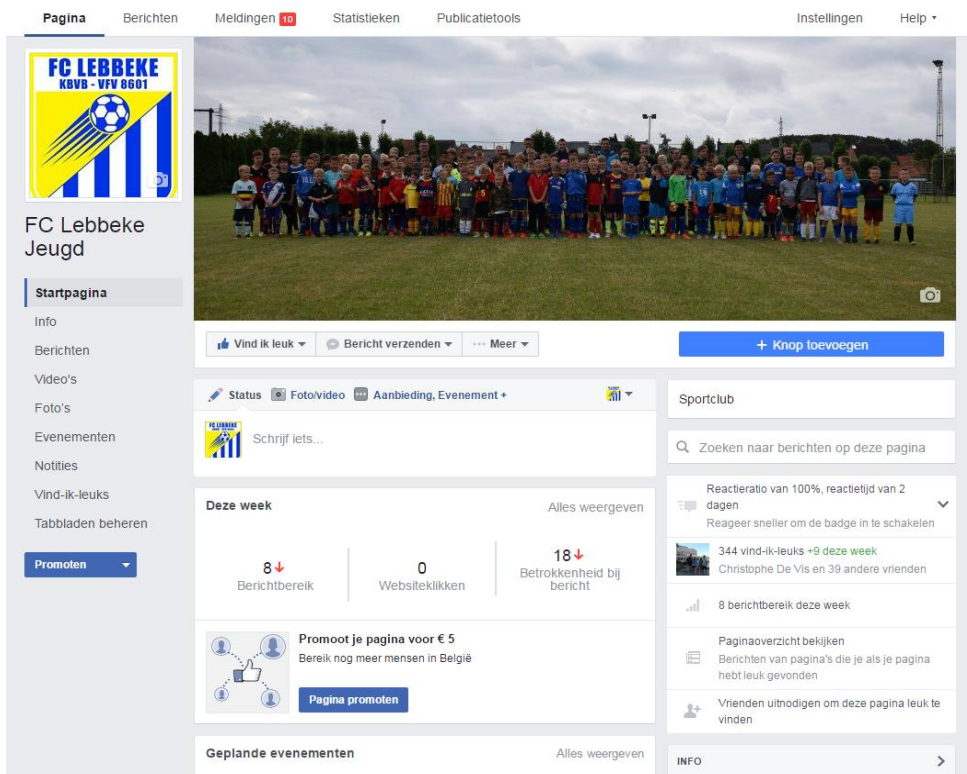 Pagina Berichten Meldingen 10 Statistieken Publicatietools Instellingen Help
FC LEBBEKE
KBVB - VFV 8601
FC Lebbeke
Jeugd
Startpagina
Info
Berichten
Video's
Foto's
Evenementen
Notities
Vind-ik-leuks
Tabbladen beheren
Promoten
Vind ik leuk
Bericht verzenden
Meer
+ Knop toevoegen
Status Foto/video Aanbieding, Evenement +
Schrijf iets...
Deze week Alles weergeven
8
Berichtbereik
0
Websiteklikken
18
Betrokkenheid bij
bericht
Promoot je pagina voor € 5
Bereik nog meer mensen in België
Pagina promoten
Geplande evenementen Alles weergeven
Sportclub
Zoeken naar berichten op deze pagina
Reactieratio van 100%, reactietijd van 2
dagen
Reageer sneller om de badge in te schakelen
344 vind-ik-leuks +9 deze week
Christophe De Vis en 39 andere vrienden
8 berichtbereik deze week
Paginaoverzicht bekijken
Berichten van pagina's die je als je pagina
hebt leuk gevonden
Vrienden uitnodigen om deze pagina leuk te
vinden
INFO